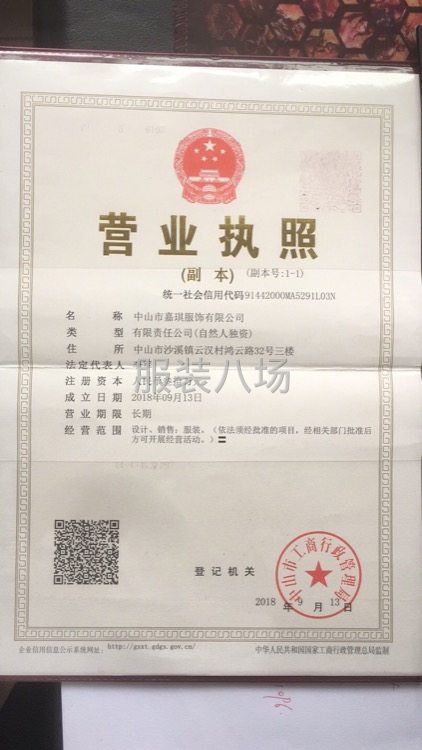 营业执照
(副 本) (副本号:1-1)
统一社会信用代码91442000MA5291L03N
名称 中山市嘉琪服饰有限公司
类型 有限责任公司(自然人独资)
住所 中山市沙溪镇云汉村鸿云路32号三楼
法定代表人
注册资本
服装八场
成立日期 2018年09月13日
营业期限 长期
经营范围 设计、销售：服装。（依法须经批准的项目，经相关部门批准后
方可开展经营活动。）
登记机关
中山市工商行政管理局
2018 年 9 月 13 日
企业信用信息公示系统网址： http://gsxt.gdgs.gov.cn/
中华人民共和国国家工商行政管理总局监制